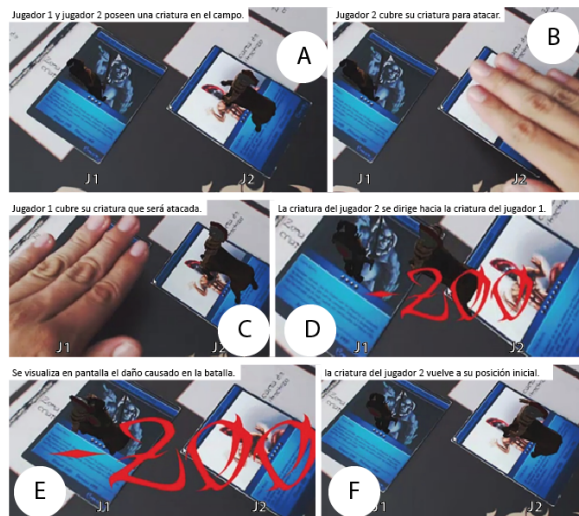 Jugador 1 y jugador 2 poseen una criatura en el campo.
A
J1
J2
Jugador 2 cubre su criatura para atacar.
B
J1
J2
Jugador 1 cubre su criatura que será atacada.
C
J1
J2
La criatura del jugador 2 se dirige hacia la criatura del jugador 1.
-200
D
J1
J2
Se visualiza en pantalla el daño causado en la batalla.
-200
E
J1
J2
la criatura del jugador 2 vuelve a su posición inicial.
F
J1
J2